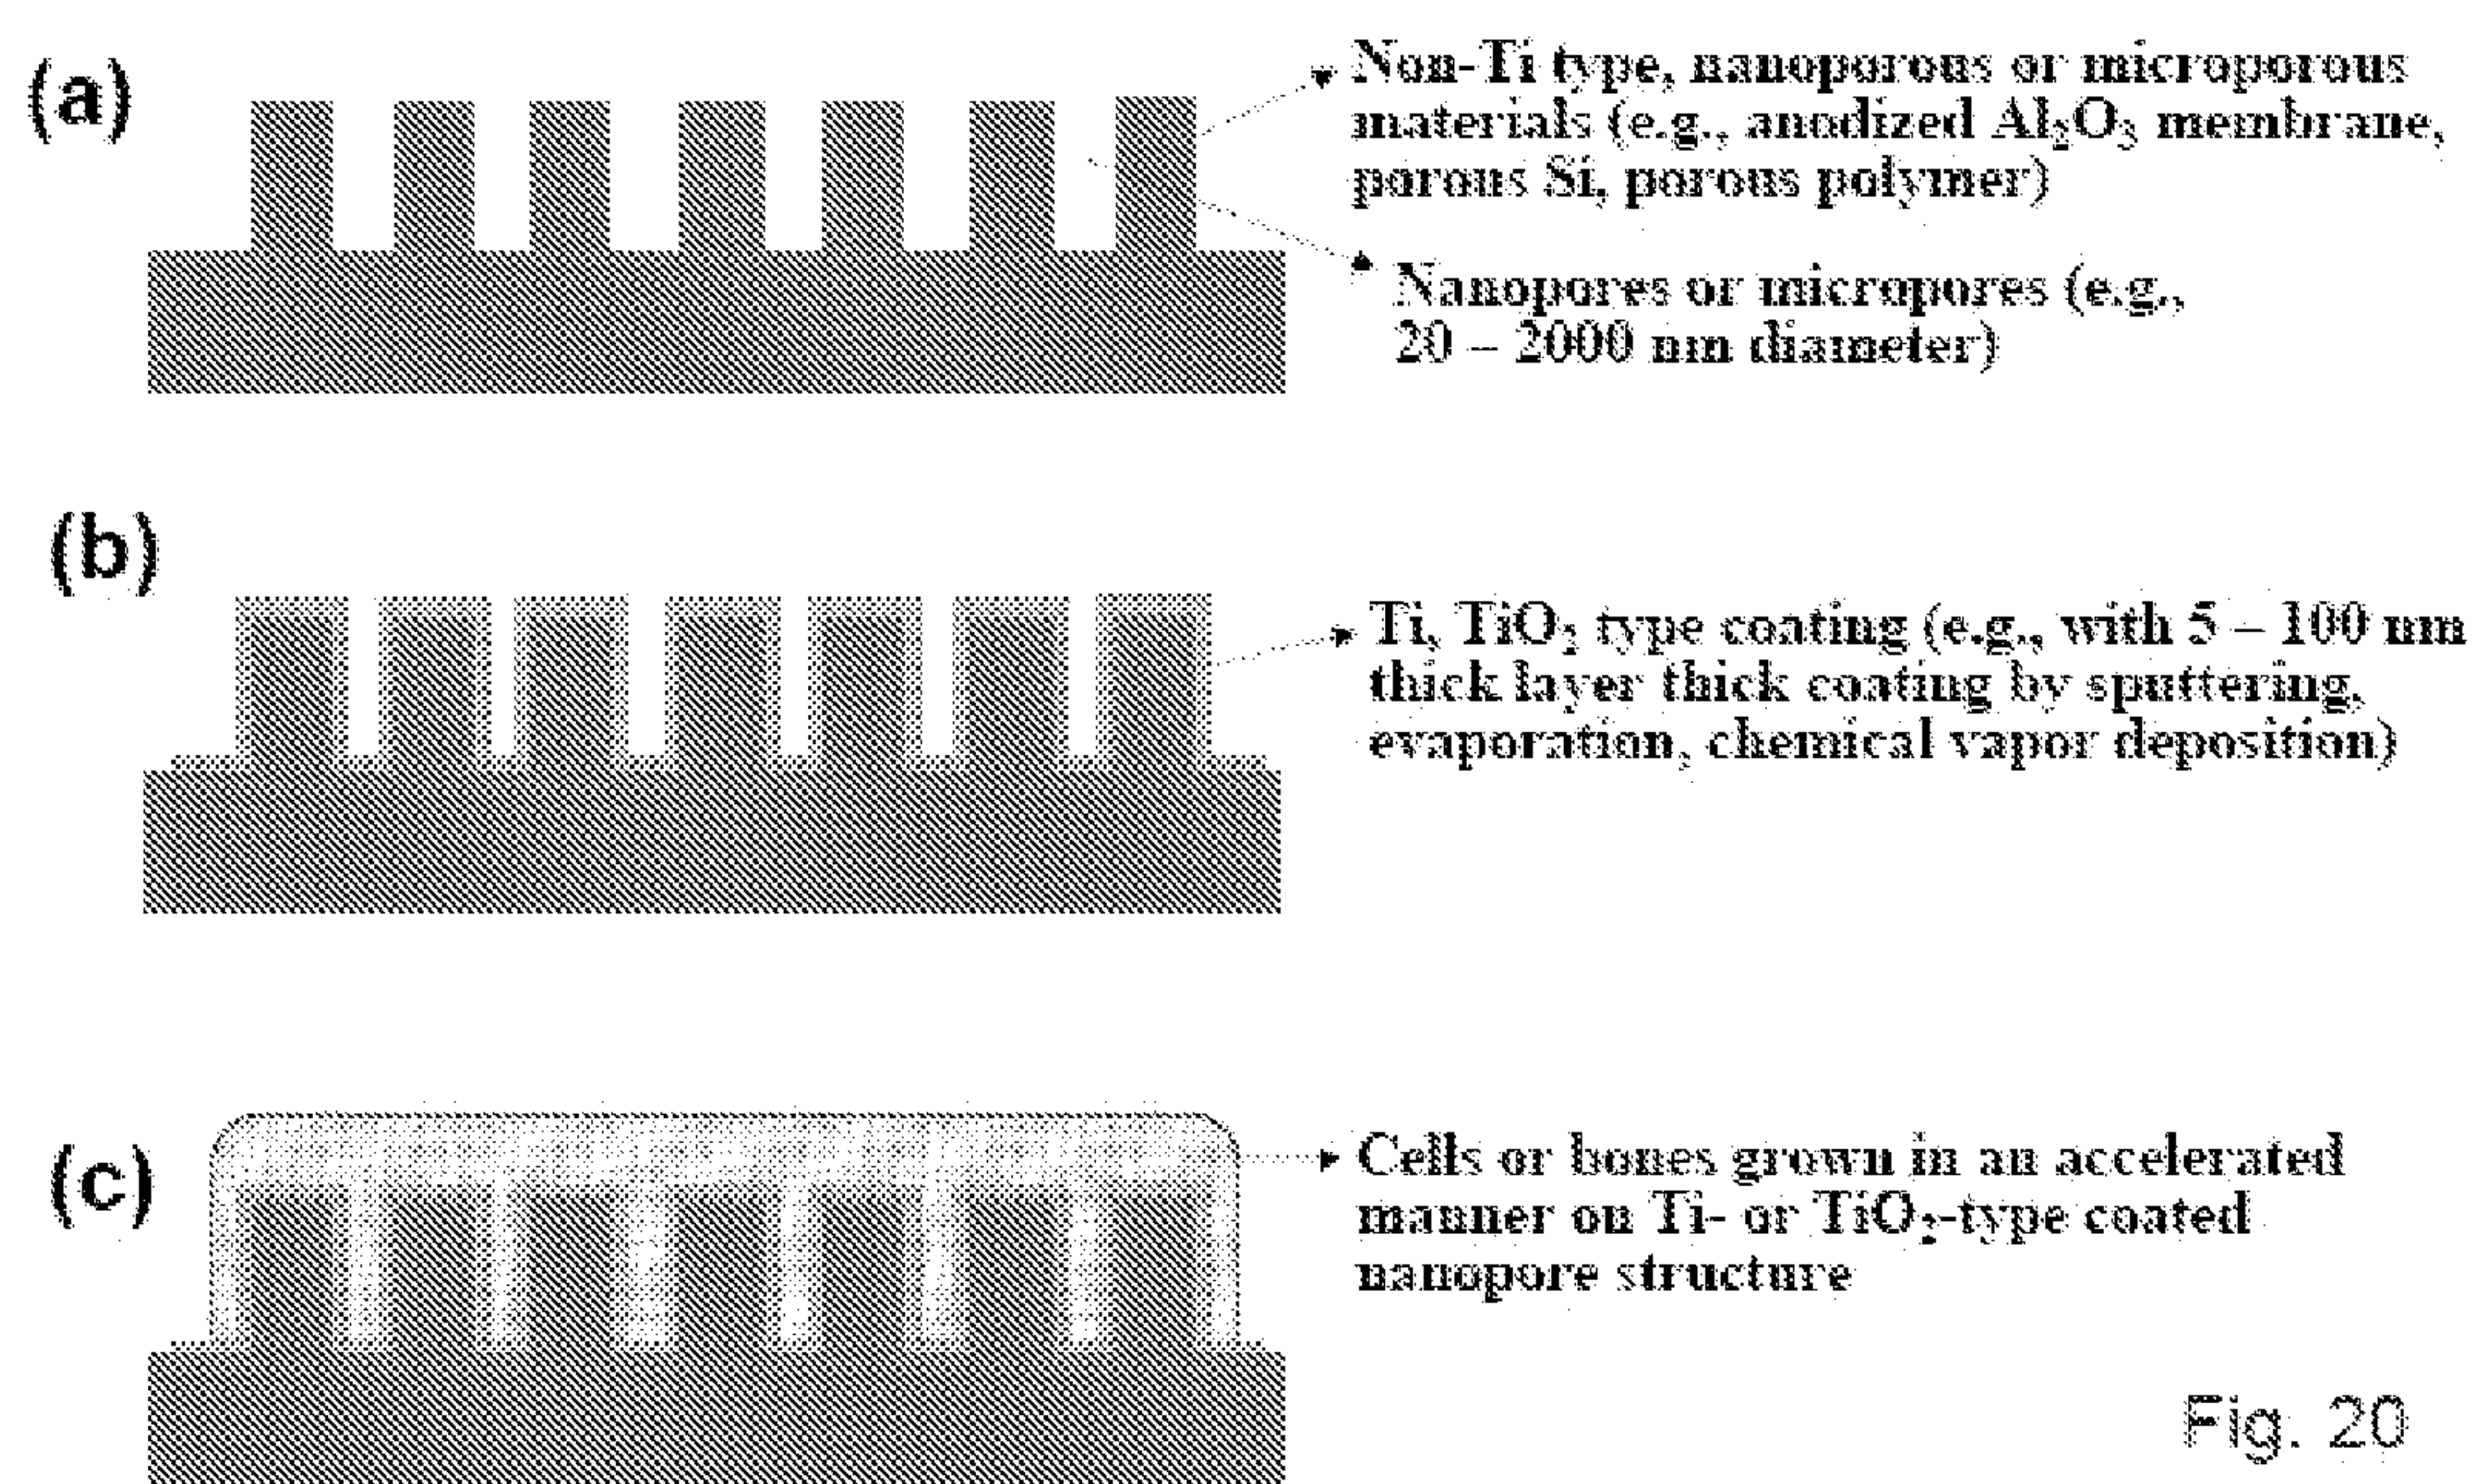 (a)
Non-Ti type, nanoporous or microporous
materials (e.g., anodized Al₂O₃ membrane,
porous Si, porous polymer)
Nanopores or micropores (e.g.,
20 – 2000 nm diameter)
(b)
Ti, TiO₂ type coating (e.g., with 5 – 100 nm
thick layer thick coating by sputtering,
evaporation, chemical vapor deposition)
(c)
Cells or bones grown in an accelerated
manner on Ti- or TiO₂-type coated
nanopore structure
Fig. 20